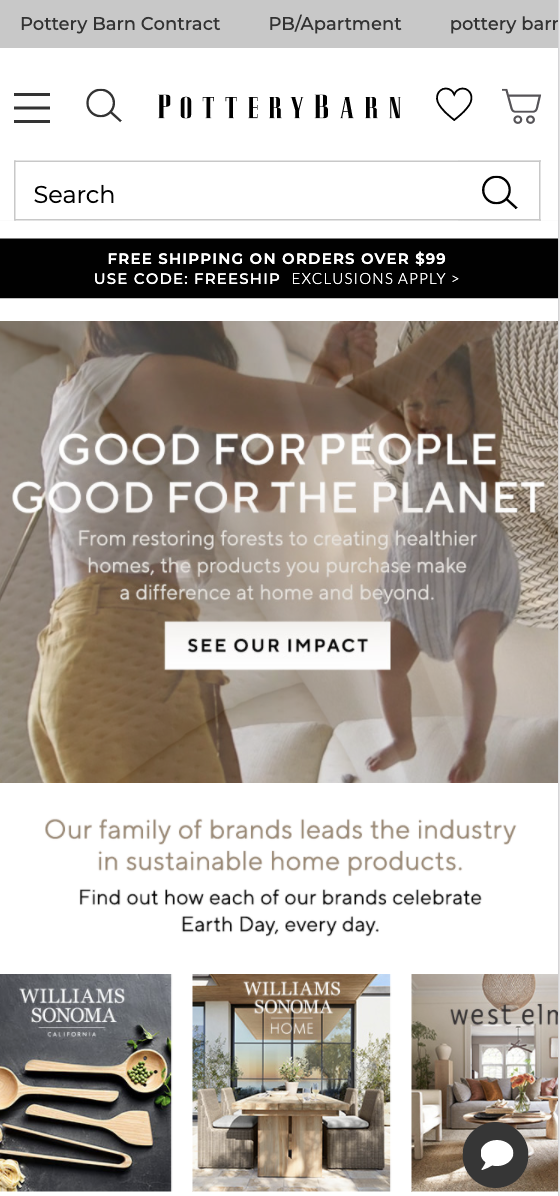 Pottery Barn Contract PB/Apartment pottery barn
POTTERYBARN
Search
FREE SHIPPING ON ORDERS OVER $99
USE CODE: FREESHIP EXCLUSIONS APPLY >
GOOD FOR PEOPLE
GOOD FOR THE PLANET
From restoring forests to creating healthier
homes, the products you purchase make
a difference at home and beyond.
SEE OUR IMPACT
Our family of brands leads the industry
in sustainable home products.
Find out how each of our brands celebrate
Earth Day, every day.
WILLIAMS
SONOMA
CALIFORNIA
WILLIAMS
SONOMA
HOME
west elm